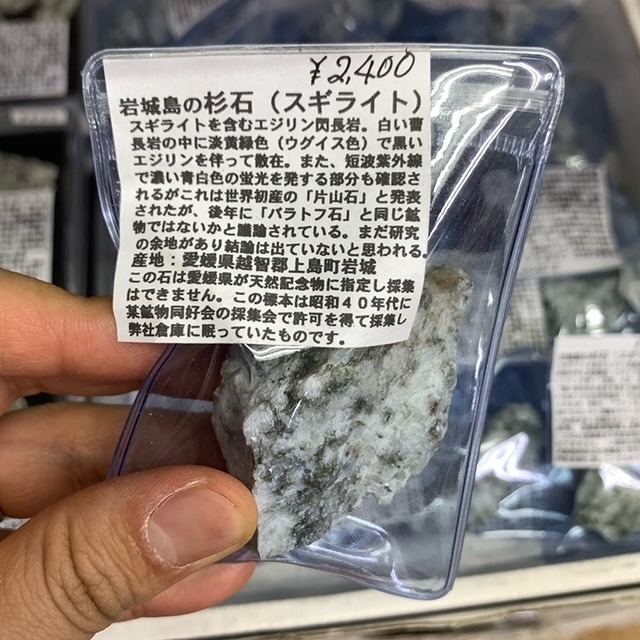 ¥2,400
岩城島の杉石（スギライト）
スギライトを含むエジリン閃長岩。白い曹
長岩の中に淡黄緑色（ウグイス色）で黒い
エジリンを伴って散在。また、短波紫外線
で濃い青白色の蛍光を発する部分も確認さ
れるがこれは世界初産の「片山石」と発表
されたが、後年に「バラトフ石」と同じ鉱
物ではないかと議論されている。まだ研究
の余地があり結論は出ていないと思われる。
産地：愛媛県越智郡上島町岩城
この石は愛媛県が天然記念物に指定し採集
はできません。この標本は昭和４０年代に
某鉱物同好会の採集会で許可を得て採集し
弊社倉庫に眠っていたものです。